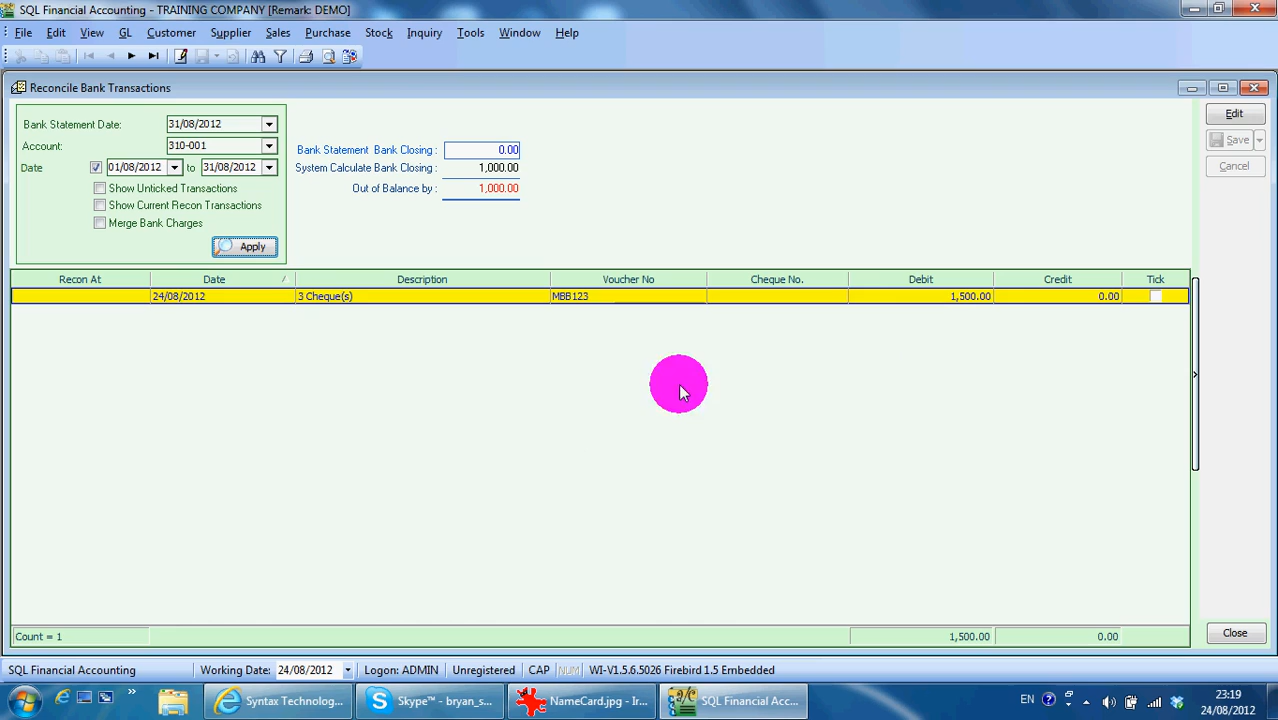 SQL Financial Accounting - TRAINING COMPANY [Remark: DEMO]
File Edit View GL Customer Supplier Sales Purchase Stock Inquiry Tools Window Help
Reconcile Bank Transactions
Bank Statement Date: 31/08/2012
Account: 310-001
Date 01/08/2012 to 31/08/2012
Show Unticked Transactions
Show Current Recon Transactions
Merge Bank Charges
Apply
Bank Statement Bank Closing : 0.00
System Calculate Bank Closing : 1,000.00
Out of Balance by : 1,000.00
Edit
Save
Cancel
Recon At Date Description Voucher No Cheque No. Debit Credit Tick
24/08/2012 3 Cheque(s) MBB123 1,500.00 0.00
Count = 1 1,500.00 0.00
Close
SQL Financial Accounting Working Date: 24/08/2012 Logon: ADMIN Unregistered CAP NUM WI-V1.5.6.5026 Firebird 1.5 Embedded
Syntax Technolog... Skype™ - bryan_s... NameCard.jpg - Ir... SQL Financial Acc... EN 23:19
24/08/2012